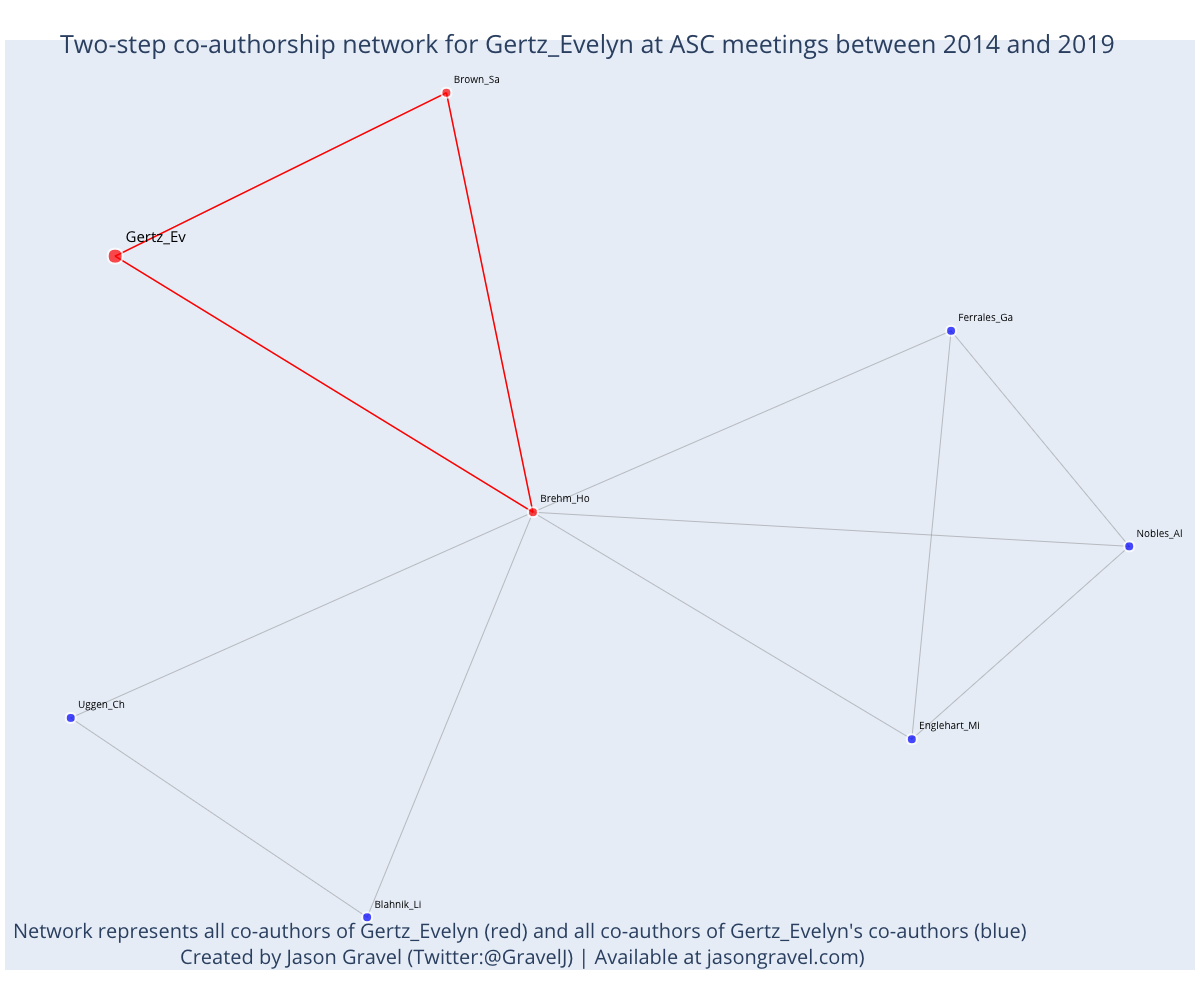 Two-step co-authorship network for Gertz_Evelyn at ASC meetings between 2014 and 2019
Brown_Sa
Gertz_Ev
Ferrales_Ga
Brehm_Ho
Nobles_Al
Uggen_Ch
Englehart_Mi
Blahnik_Li
Network represents all co-authors of Gertz_Evelyn (red) and all co-authors of Gertz_Evelyn's co-authors (blue)
Created by Jason Gravel (Twitter:@GravelJ) | Available at jasongravel.com)